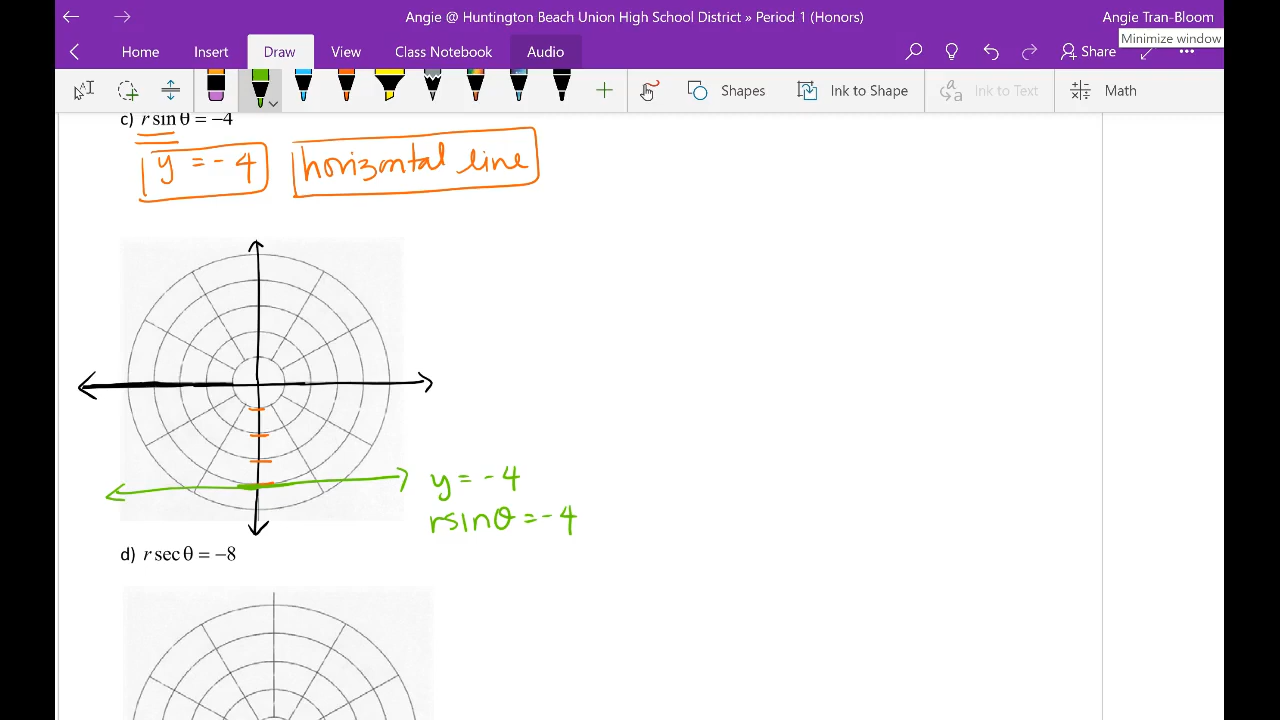 Angie @ Huntington Beach Union High School District » Period 1 (Honors)
Angie Tran-Bloom
Minimize window
Home Insert Draw View Class Notebook Audio Share
Shapes Ink to Shape Ink to Text Math
c) r sin θ = −4
y = -4 horizontal line
y = -4
rsinθ = -4
d) r sec θ = −8